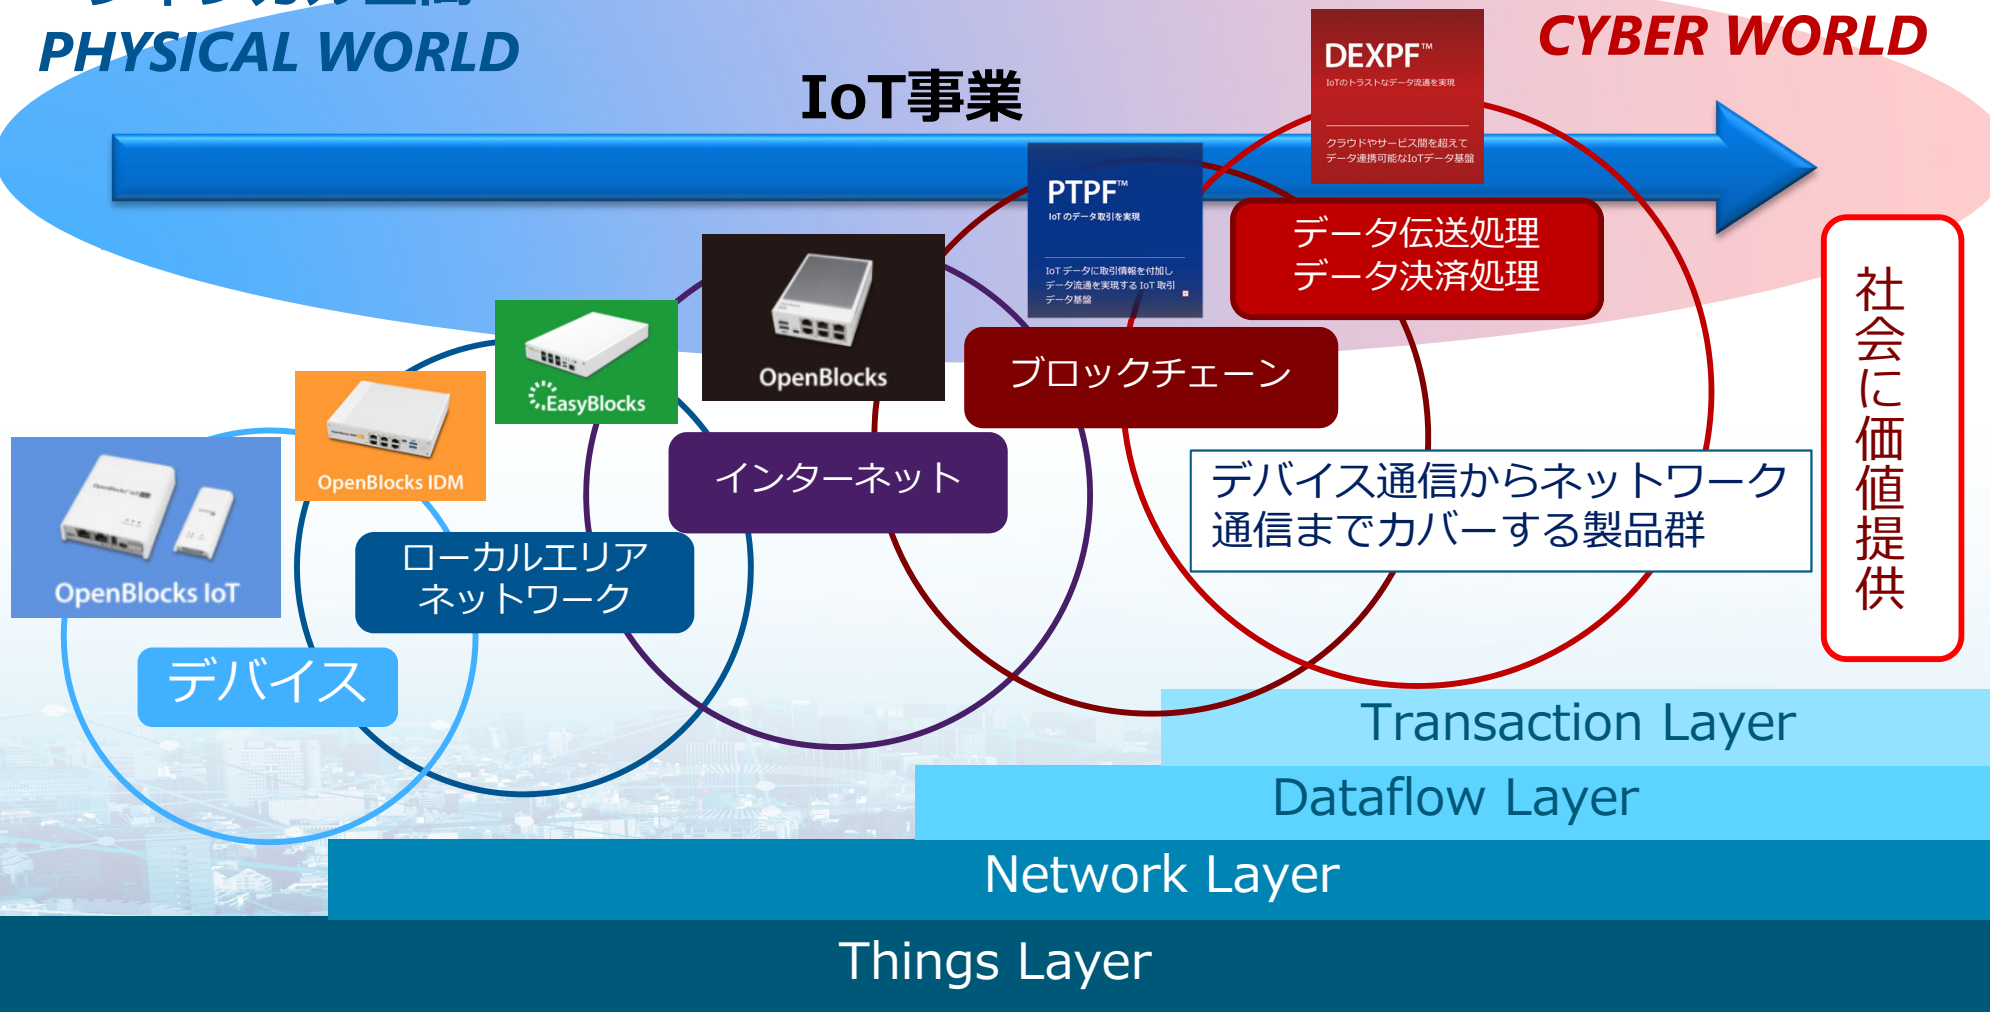 PHYSICAL WORLD
CYBER WORLD
IoT事業
DEXPF™
IoTのトラストなデータ流通を実現
クラウドやサービス間を超えて
データ連携可能なIoTデータ基盤
PTPF™
IoT のデータ取引を実現
IoT データに取引情報を付加し
データ流通を実現する IoT 取引
データ基盤
データ伝送処理
データ決済処理
社会に価値提供
OpenBlocks
EasyBlocks
OpenBlocks IDM
OpenBlocks IoT
ブロックチェーン
インターネット
ローカルエリア
ネットワーク
デバイス
デバイス通信からネットワーク
通信までカバーする製品群
Transaction Layer
Dataflow Layer
Network Layer
Things Layer